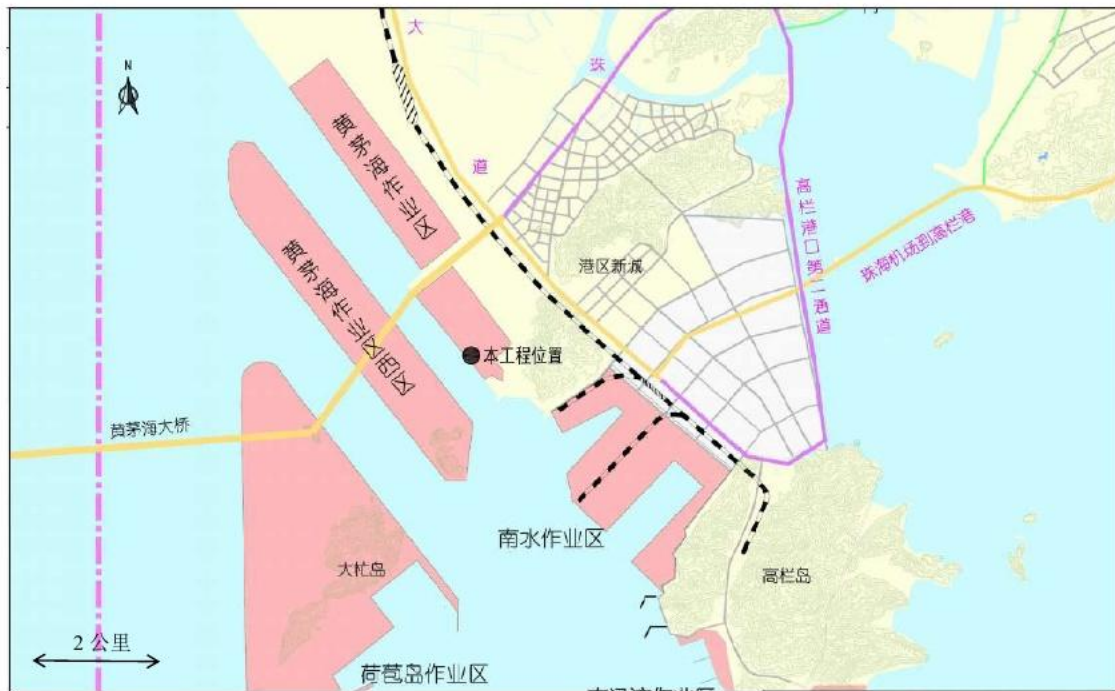 大
珠
道
N
黄茅海作业区
黄茅海作业区西区
港区新城
高栏港口第二通道
珠海机场到高栏港
本工程位置
黄茅海大桥
南水作业区
大杧岛
高栏岛
2 公里
荷苞岛作业区